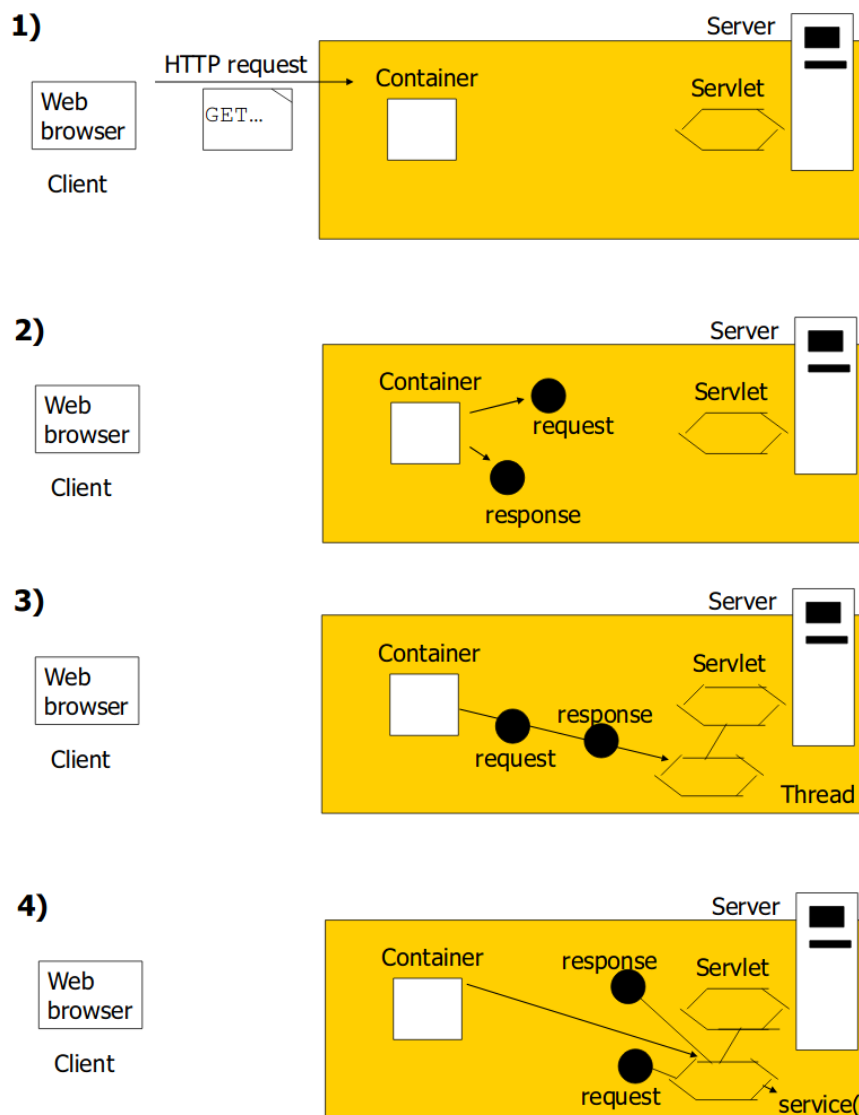 1)
Server
HTTP request
Container
Servlet
Web
browser
GET...
Client
2)
Server
Container
Servlet
Web
browser
request
Client
response
3)
Server
Container
Servlet
Web
browser
response
request
Client
Thread
4)
Server
Container
response
Servlet
Web
browser
Client
request
service(